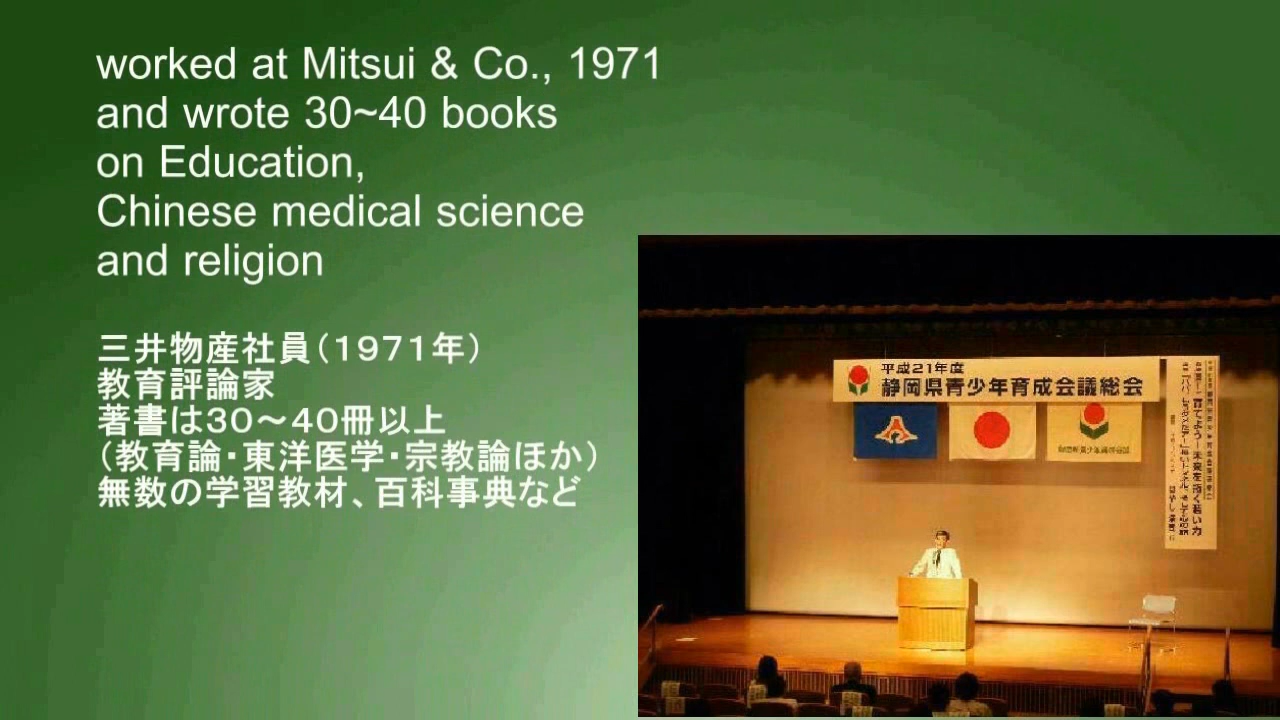 worked at Mitsui & Co., 1971
and wrote 30~40 books
on Education,
Chinese medical science
and religion
三井物産社員（１９７１年）
教育評論家
著書は３０～４０冊以上
（教育論・東洋医学・宗教論ほか）
無数の学習教材、百科事典など
平成21年度
静岡県青少年育成会議総会